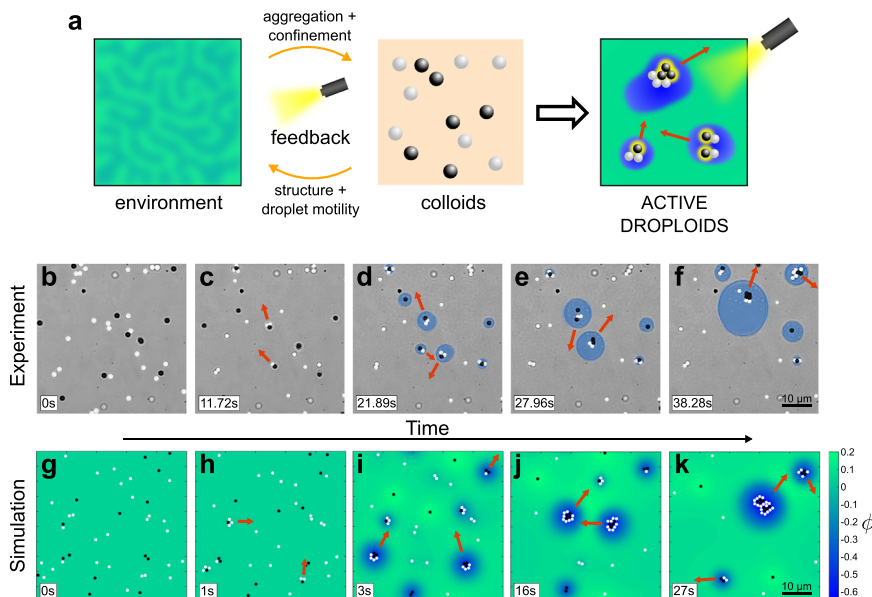 a
aggregation +
confinement
feedback
structure +
droplet motility
environment
colloids
ACTIVE
DROPLOIDS
Experiment
b
0s
c
11.72s
d
21.89s
e
27.96s
f
38.28s
10 μm
Time
Simulation
g
0s
h
1s
i
3s
j
16s
k
27s
10 μm
0.2
0.1
0
-0.1
-0.2
-0.3
-0.4
-0.5
-0.6
ϕ